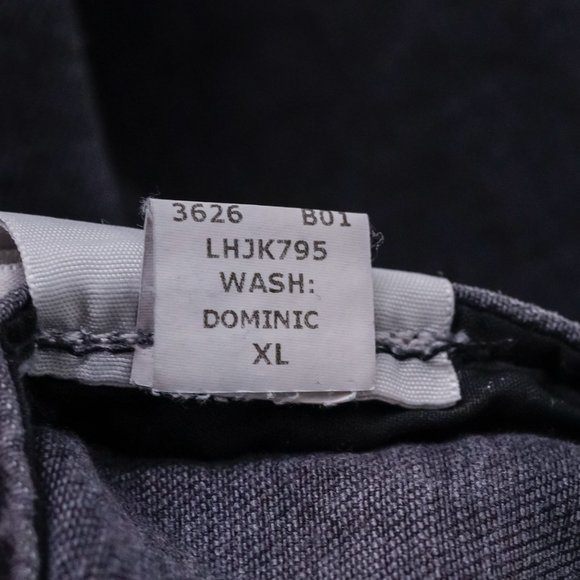 3626 B01
LHJK795
WASH:
DOMINIC
XL